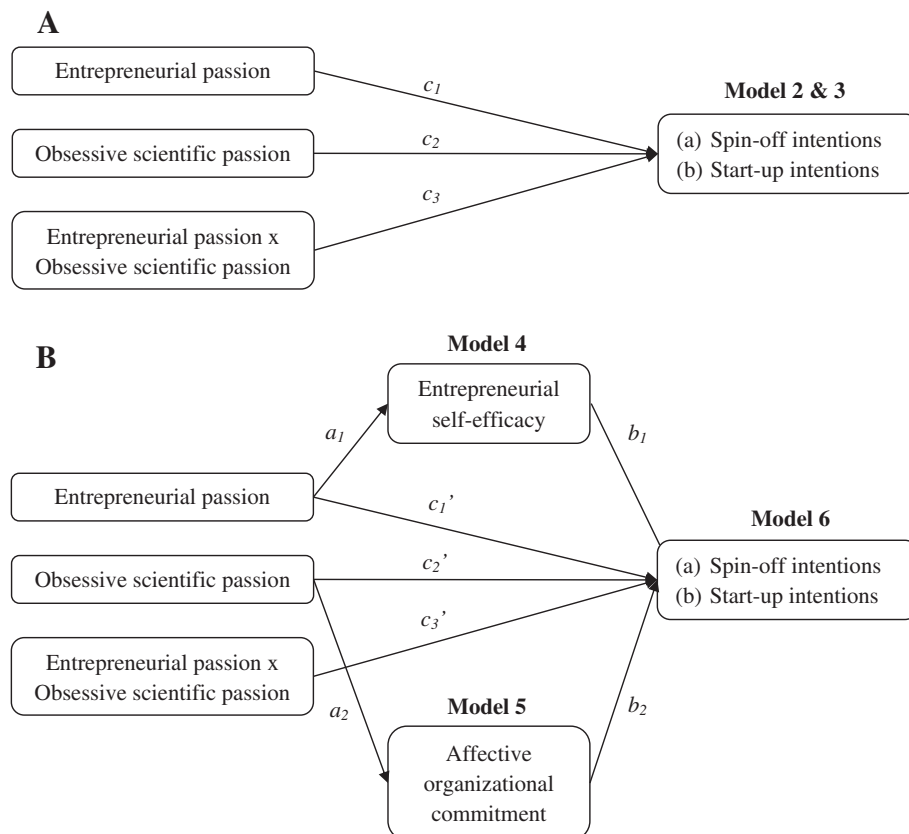 A
Entrepreneurial passion
c1
Model 2 & 3
Obsessive scientific passion
c2
(a) Spin-off intentions
(b) Start-up intentions
c3
Entrepreneurial passion x
Obsessive scientific passion
B
Model 4
Entrepreneurial
self-efficacy
a1
b1
Entrepreneurial passion
c1’
Model 6
Obsessive scientific passion
c2’
(a) Spin-off intentions
(b) Start-up intentions
c3’
Entrepreneurial passion x
Obsessive scientific passion
a2
Model 5
b2
Affective
organizational
commitment